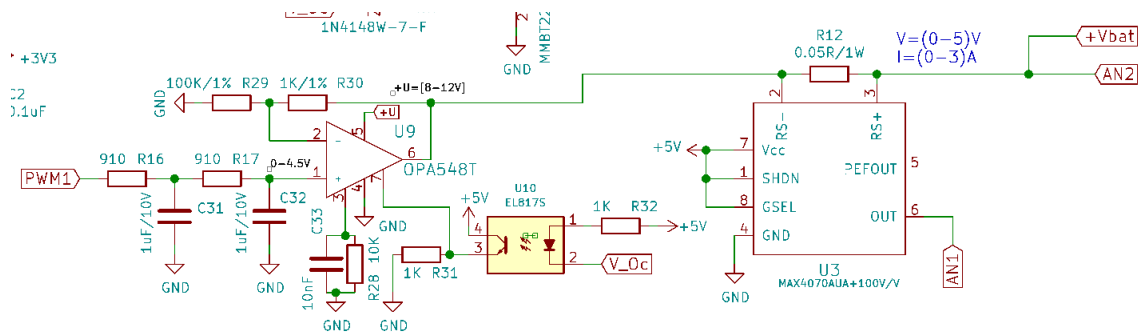 1N4148W-7-F
MMBT22
2
GND
+3V3
C2
0.1uF
100K/1% R29
1K/1% R30
+U=[8-12V]
GND
+U
U9
2
5
6
1
3
4
7
OPA548T
PWM1
910 R16
910 R17
0-4.5V
C31
1uF/10V
C32
1uF/10V
GND
GND
GND
C33
10nF
10K
R28
GND
1K R31
GND
+5V
U10
EL817S
4
3
1
2
1K R32
+5V
V_Oc
R12
0.05R/1W
V=(0-5)V
I=(0-3)A
+Vbat
AN2
2
3
RS-
RS+
+5V
7
Vcc
1
SHDN
8
GSEL
4
GND
PEFOUT
5
OUT
6
GND
U3
MAX4070AUA+100V/V
AN1